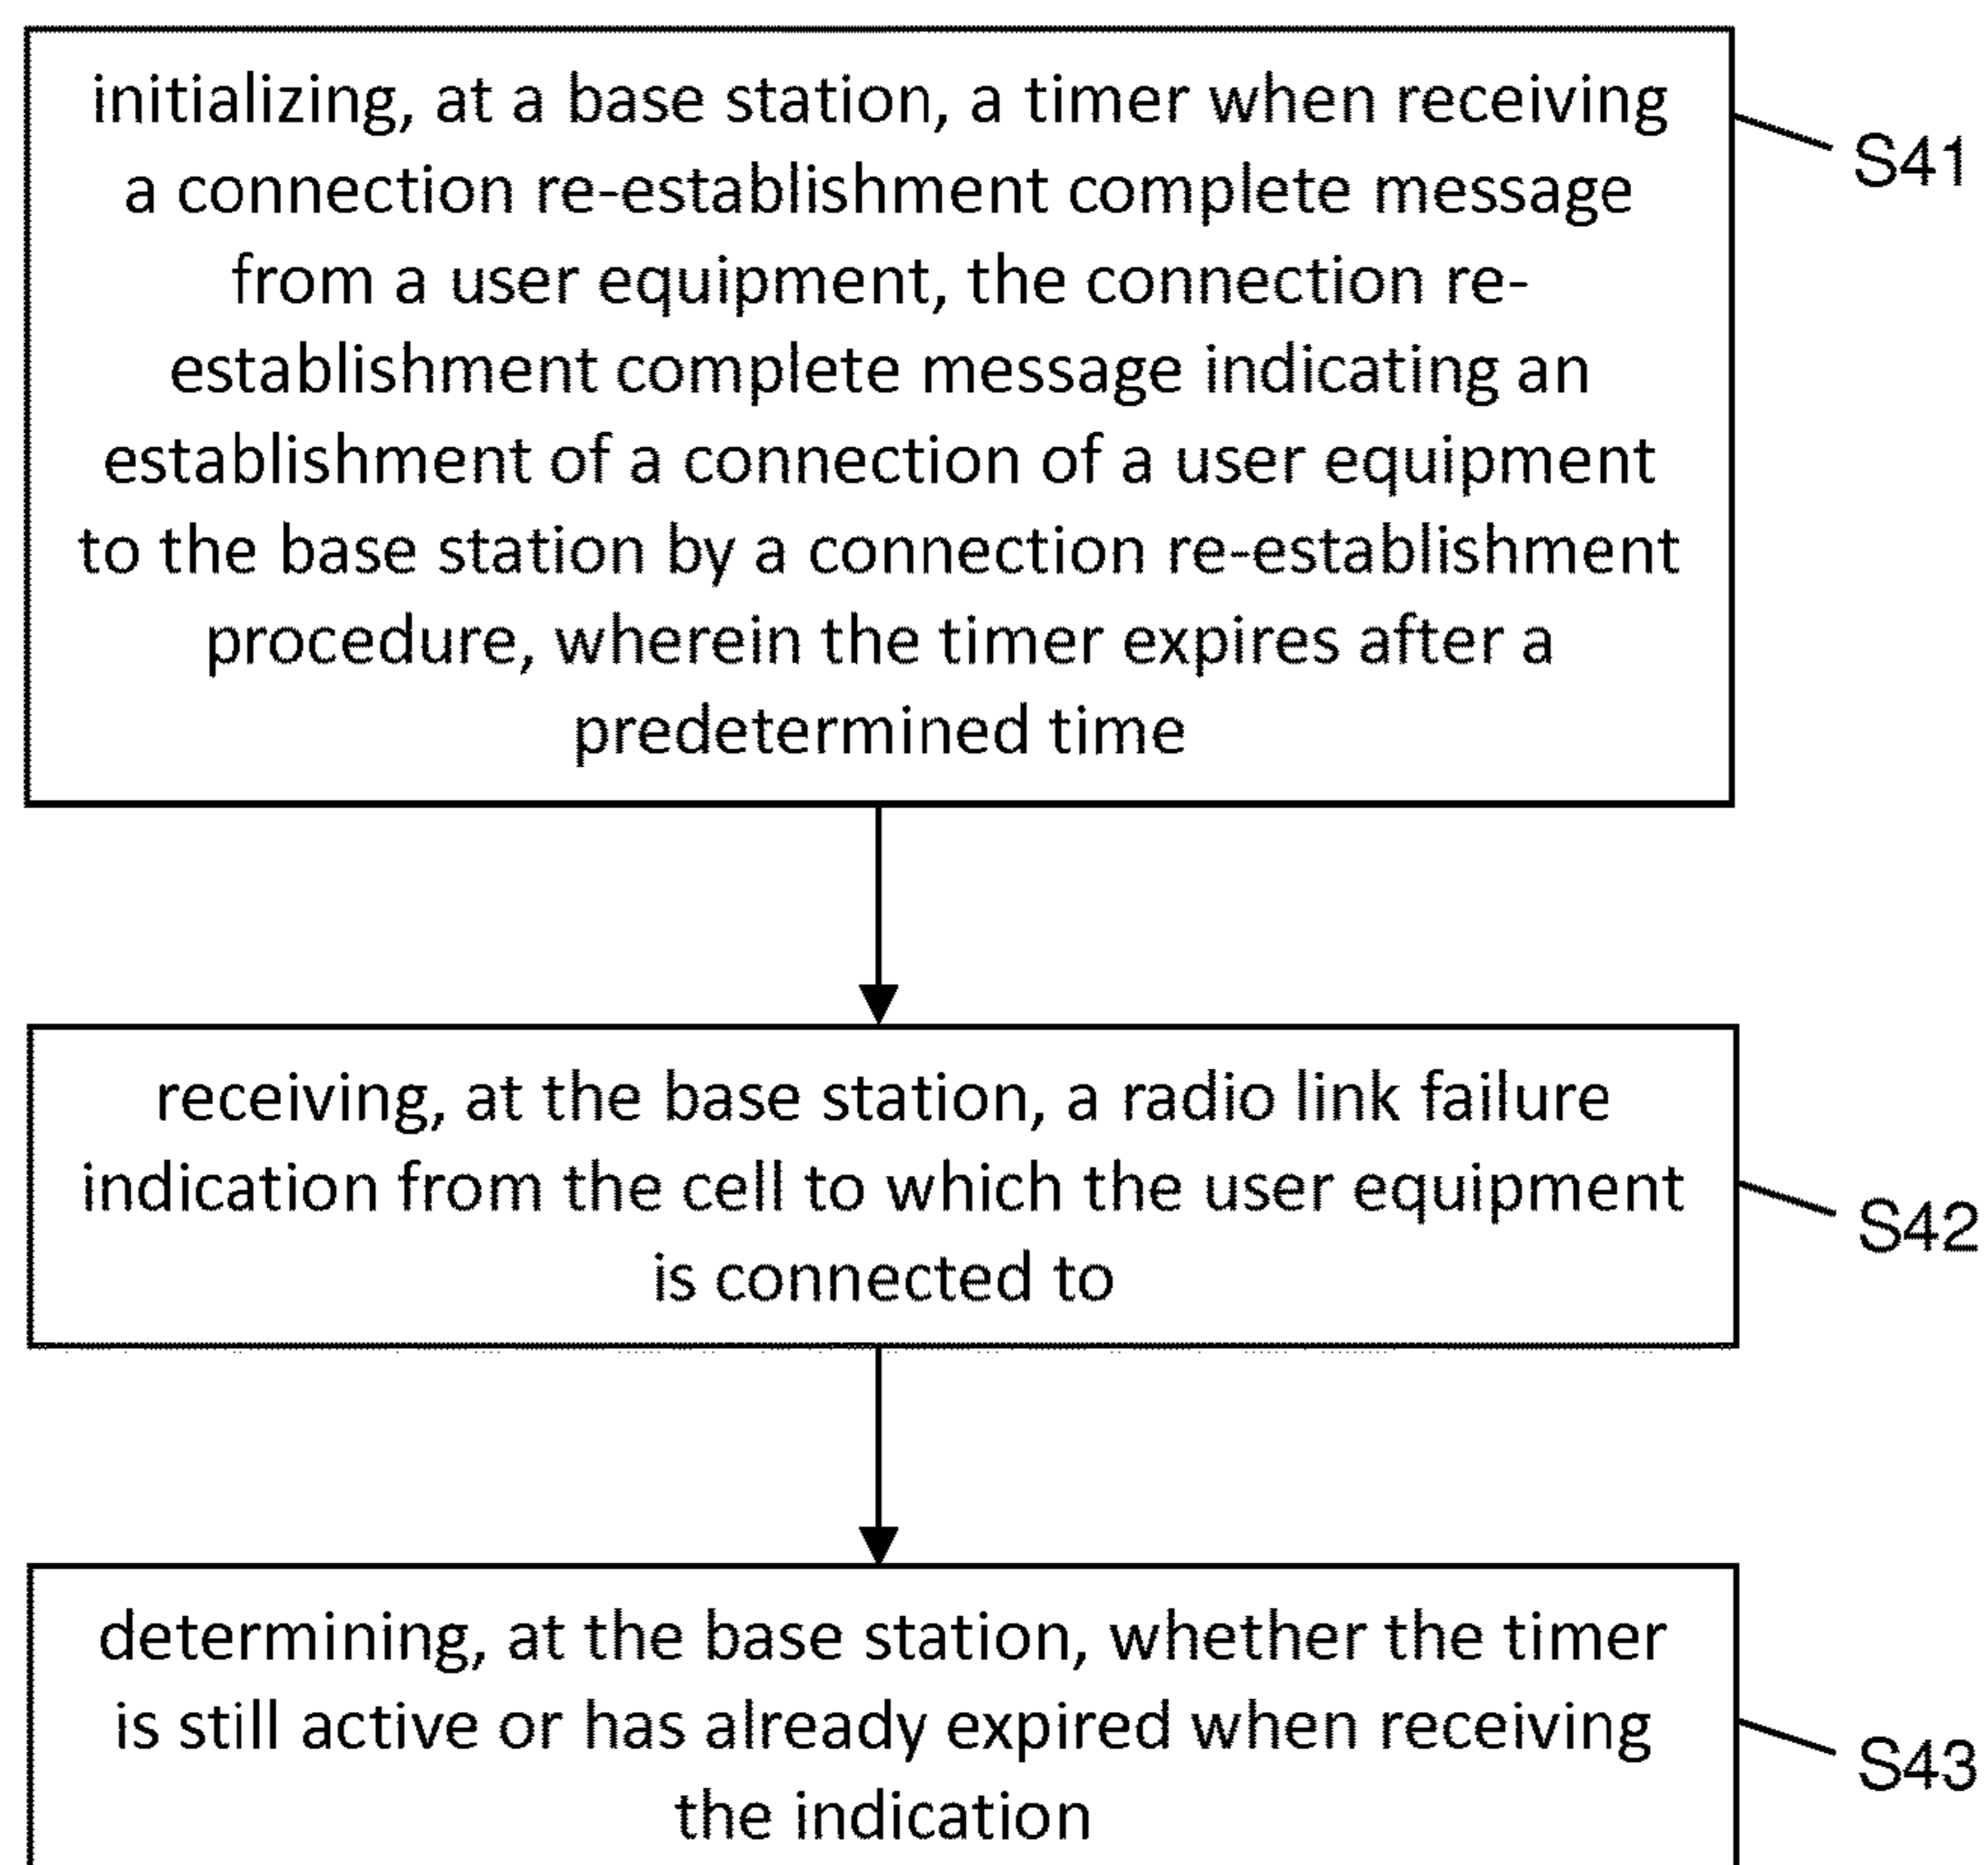 initializing, at a base station, a timer when receiving
a connection re-establishment complete message
from a user equipment, the connection re-
establishment complete message indicating an
establishment of a connection of a user equipment
to the base station by a connection re-establishment
procedure, wherein the timer expires after a
predetermined time
S41
receiving, at the base station, a radio link failure
indication from the cell to which the user equipment
is connected to
S42
determining, at the base station, whether the timer
is still active or has already expired when receiving
the indication
S43